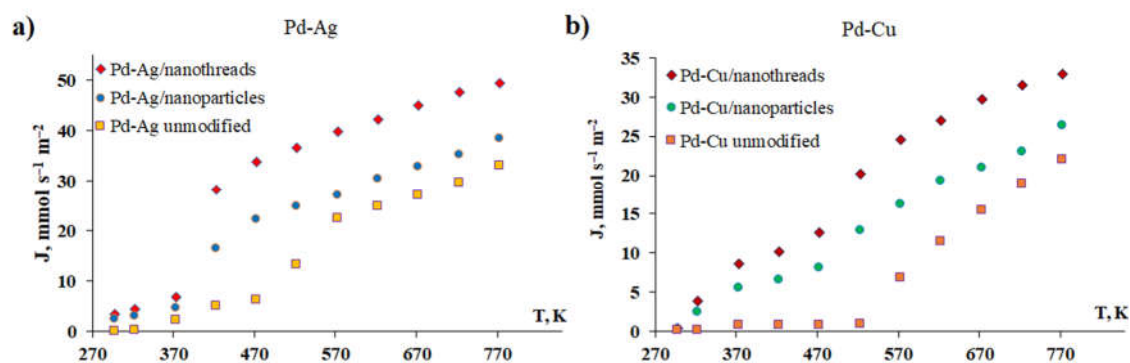 a)
Pd-Ag
J, mmol s⁻¹ m⁻²
50
40
30
20
10
0
Pd-Ag/nanothreads
Pd-Ag/nanoparticles
Pd-Ag unmodified
T, K
270 370 470 570 670 770
b)
Pd-Cu
J, mmol s⁻¹ m⁻²
35
30
25
20
15
10
5
0
Pd-Cu/nanothreads
Pd-Cu/nanoparticles
Pd-Cu unmodified
T, K
270 370 470 570 670 770